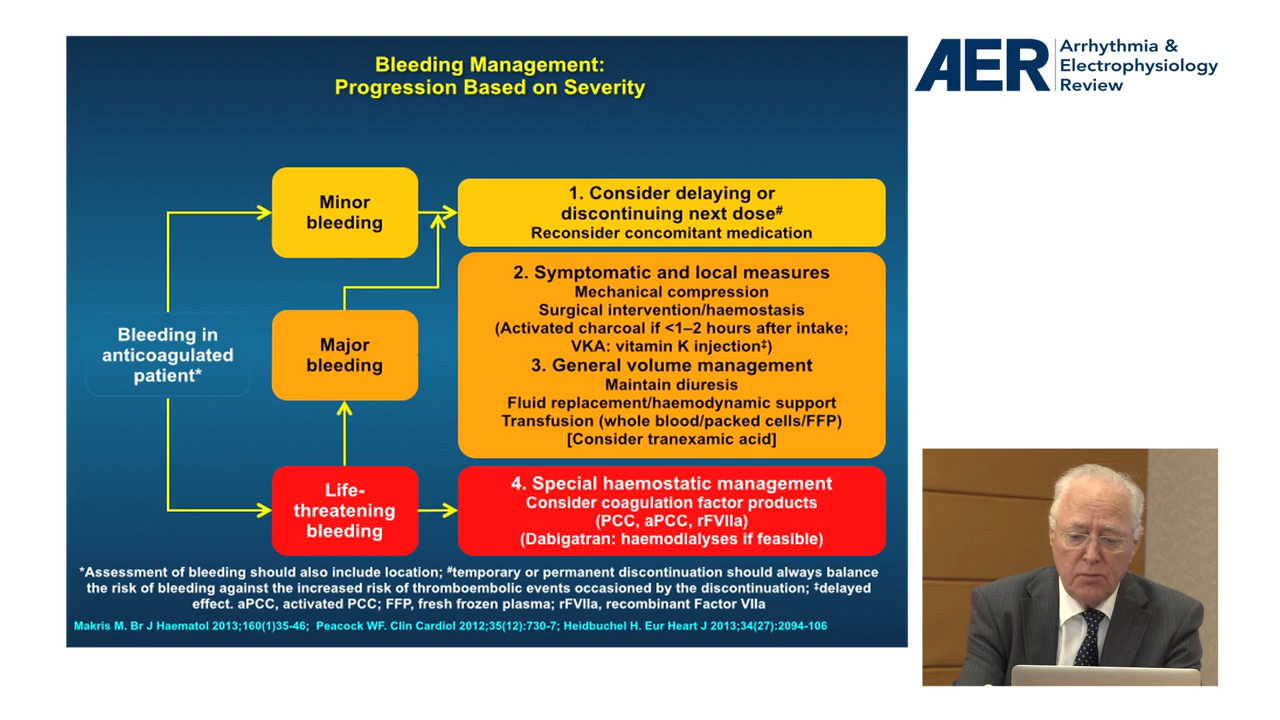 Bleeding Management:
Progression Based on Severity
AER
Arrhythmia &
Electrophysiology
Review
Minor
bleeding
1. Consider delaying or
discontinuing next dose#
Reconsider concomitant medication
Bleeding in
anticoagulated
patient*
Major
bleeding
2. Symptomatic and local measures
Mechanical compression
Surgical intervention/haemostasis
(Activated charcoal if <1–2 hours after intake;
VKA: vitamin K injection‡)
3. General volume management
Maintain diuresis
Fluid replacement/haemodynamic support
Transfusion (whole blood/packed cells/FFP)
[Consider tranexamic acid]
Life-
threatening
bleeding
4. Special haemostatic management
Consider coagulation factor products
(PCC, aPCC, rFVIIa)
(Dabigatran: haemodialyses if feasible)
*Assessment of bleeding should also include location; #temporary or permanent discontinuation should always balance
the risk of bleeding against the increased risk of thromboembolic events occasioned by the discontinuation; ‡delayed
effect. aPCC, activated PCC; FFP, fresh frozen plasma; rFVIIa, recombinant Factor VIIa
Makris M. Br J Haematol 2013;160(1)35-46; Peacock WF. Clin Cardiol 2012;35(12):730-7; Heidbuchel H. Eur Heart J 2013;34(27):2094-106